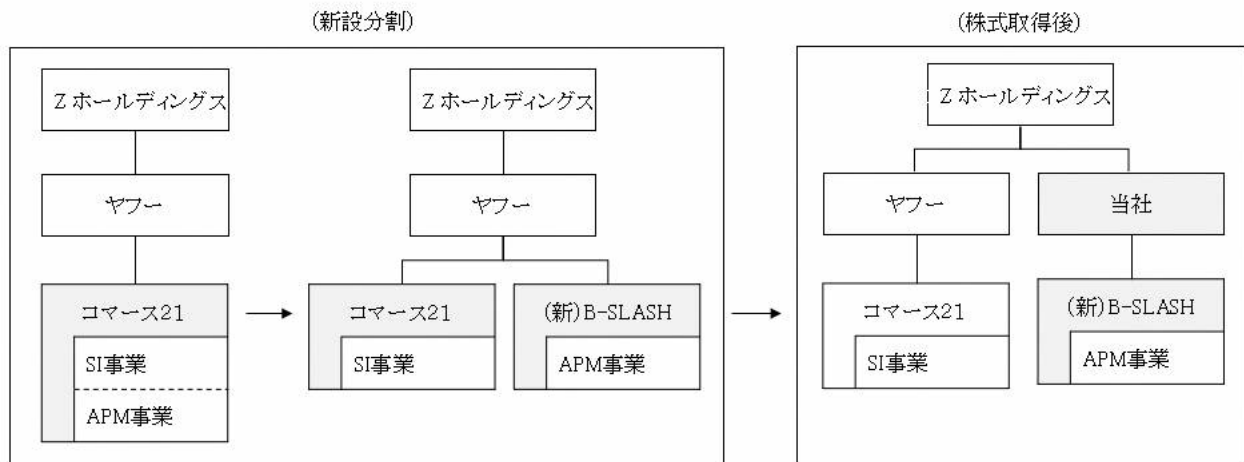 (新設分割)
(株式取得後)
Z ホールディングス
Z ホールディングス
Z ホールディングス
ヤフー
ヤフー
ヤフー
当社
コマース21
コマース21
(新)B-SLASH
コマース21
(新)B-SLASH
SI事業
SI事業
APM事業
SI事業
APM事業
APM事業